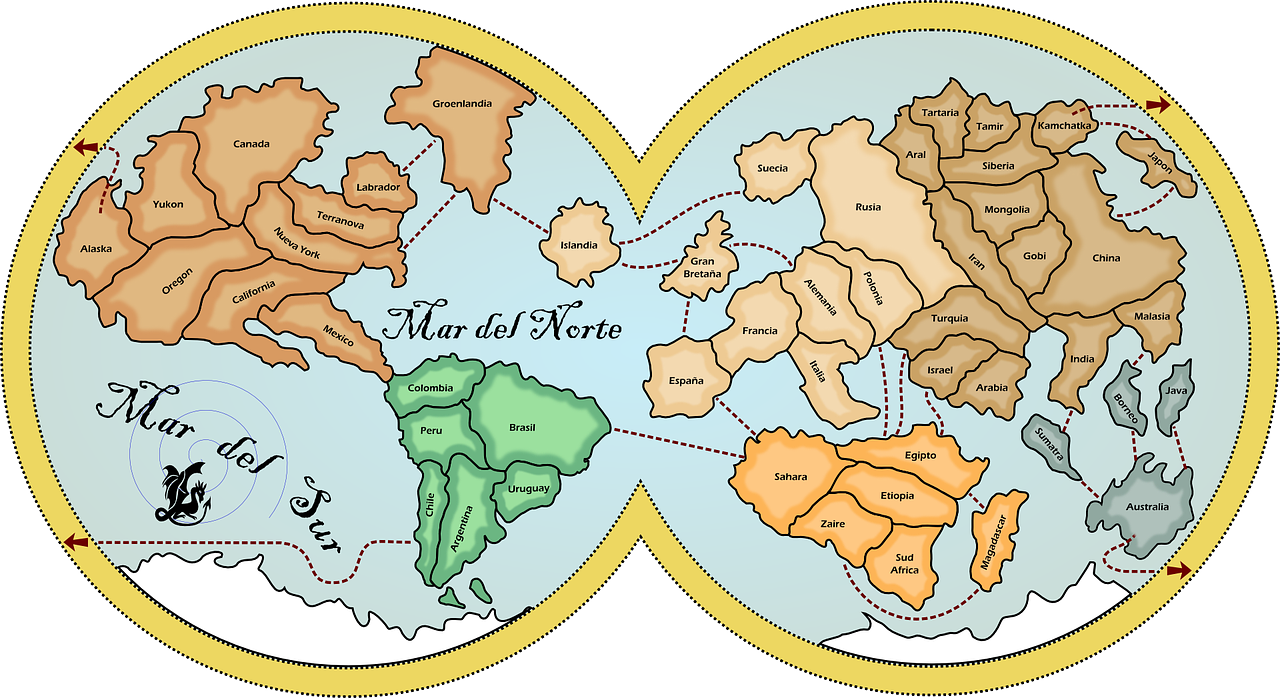 Groenlandia
Canada
Labrador
Yukon
Terranova
Nueva York
Alaska
Oregon
California
Mexico
Islandia
Mar del Norte
Mar del Sur
Colombia
Peru
Brasil
Chile
Argentina
Uruguay
Suecia
Rusia
Gran
Bretaña
Alemania
Polonia
Francia
España
Italia
Tartaria
Tamir
Kamchatka
Japon
Aral
Siberia
Mongolia
Iran
Gobi
China
Turquia
Malasia
India
Israel
Arabia
Borneo
Java
Sumatra
Australia
Egipto
Sahara
Etiopia
Zaire
Sud
Africa
Magadascar